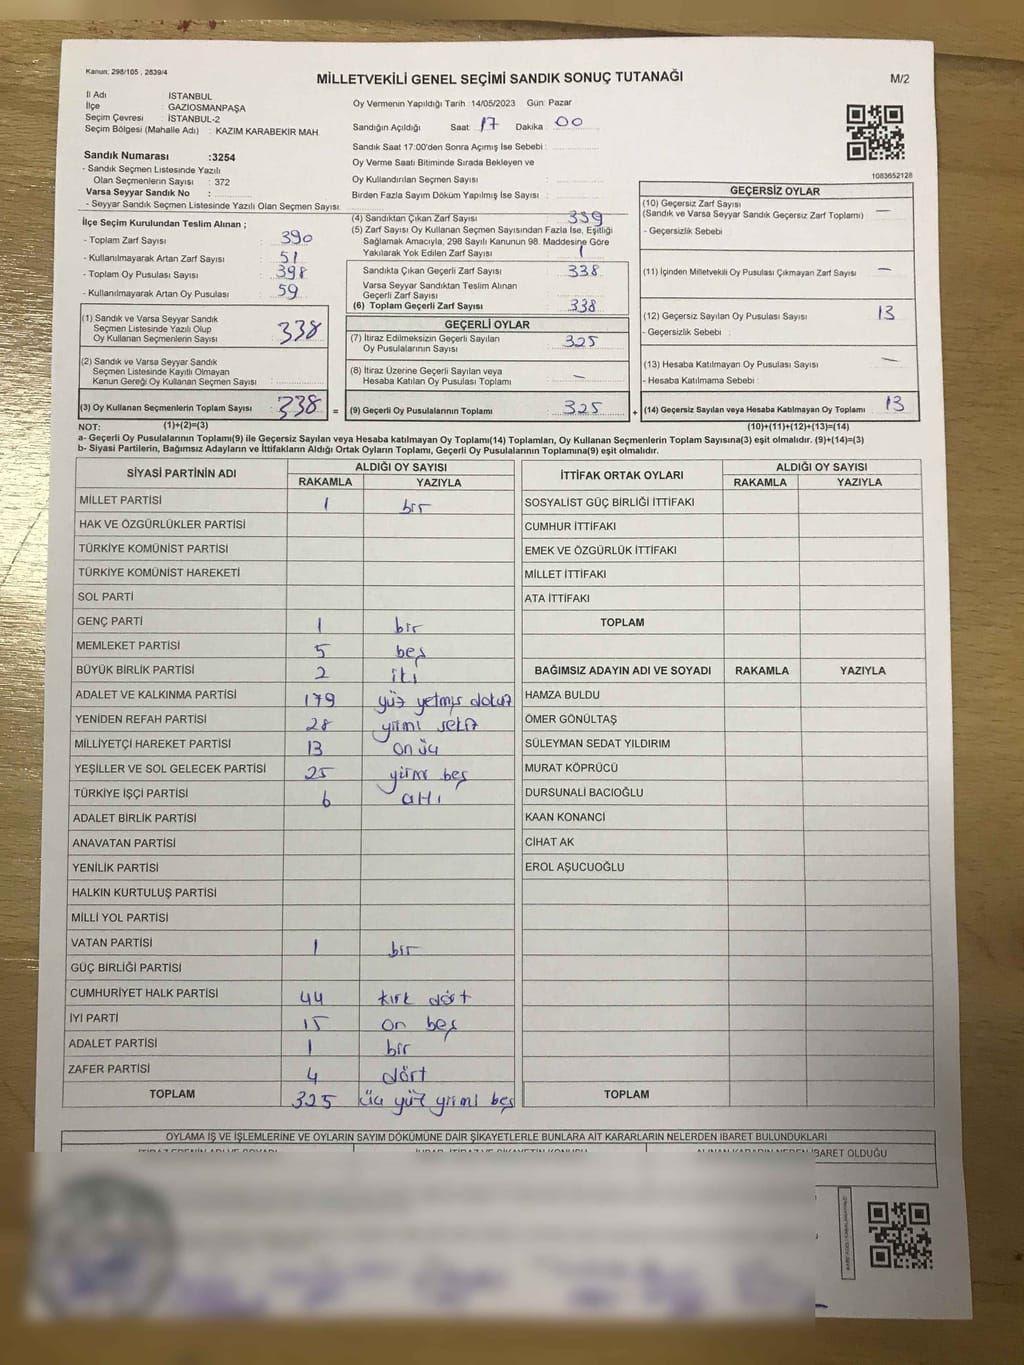 Kanun; 298/105 , 2839/4
MİLLETVEKİLİ GENEL SEÇİMİ SANDIK SONUÇ TUTANAĞI
M/2
İl Adı : İSTANBUL
İlçe : GAZİOSMANPAŞA
Seçim Çevresi : İSTANBUL-2
Seçim Bölgesi (Mahalle Adı) : KAZIM KARABEKİR MAH.
Oy Vermenin Yapıldığı Tarih :14/05/2023 Gün: Pazar
Sandığın Açıldığı Saat: 17 Dakika: 00
Sandık Saat 17:00'den Sonra Açımış İse Sebebi:
Oy Verme Saati Bitiminde Sırada Bekleyen ve
Oy Kullandırılan Seçmen Sayısı :
Birden Fazla Sayım Döküm Yapılmış İse Sayısı :
Sandık Numarası :3254
- Sandık Seçmen Listesinde Yazılı
Olan Seçmenlerin Sayısı : 372
Varsa Seyyar Sandık No :
- Seyyar Sandık Seçmen Listesinde Yazılı Olan Seçmen Sayısı:
1083652128
İlçe Seçim Kurulundan Teslim Alınan ;
- Toplam Zarf Sayısı : 390
- Kullanılmayarak Artan Zarf Sayısı : 51
- Toplam Oy Pusulası Sayısı : 398
- Kullanılmayarak Artan Oy Pusulası : 59
(1) Sandık ve Varsa Seyyar Sandık
Seçmen Listesinde Yazılı Olup
Oy Kullanan Seçmenlerin Sayısı : 338
(2) Sandık ve Varsa Seyyar Sandık
Seçmen Listesinde Kayıtlı Olmayan
Kanun Gereği Oy Kullanan Seçmen Sayısı :
(3) Oy Kullanan Seçmenlerin Toplam Sayısı : 338
(4) Sandıktan Çıkan Zarf Sayısı : 339
(5) Zarf Sayısı Oy Kullanan Seçmen Sayısından Fazla İse, Eşitliği
Sağlamak Amacıyla, 298 Sayılı Kanunun 98. Maddesine Göre
Yakılarak Yok Edilen Zarf Sayısı : 1
Sandıkta Çıkan Geçerli Zarf Sayısı : 338
Varsa Seyyar Sandıktan Teslim Alınan
Geçerli Zarf Sayısı :
(6) Toplam Geçerli Zarf Sayısı : 338
GEÇERLİ OYLAR
(7) İtiraz Edilmeksizin Geçerli Sayılan
Oy Pusulalarının Sayısı : 325
(8) İtiraz Üzerine Geçerli Sayılan veya
Hesaba Katılan Oy Pusulası Toplamı : -
= (9) Geçerli Oy Pusulalarının Toplamı : 325
GEÇERSİZ OYLAR
(10) Geçersiz Zarf Sayısı : -
(Sandık ve Varsa Seyyar Sandık Geçersiz Zarf Toplamı)
- Geçersizlik Sebebi :
(11) İçinden Milletvekili Oy Pusulası Çıkmayan Zarf Sayısı : -
(12) Geçersiz Sayılan Oy Pusulası Sayısı : 13
- Geçersizlik Sebebi :
(13) Hesaba Katılmayan Oy Pusulası Sayısı : -
- Hesaba Katılmama Sebebi :
+ (14) Geçersiz Sayılan veya Hesaba Katılmayan Oy Toplamı : 13
NOT: (1)+(2)=(3)
(10)+(11)+(12)+(13)=(14)
a- Geçerli Oy Pusulalarının Toplamı(9) ile Geçersiz Sayılan veya Hesaba katılmayan Oy Toplamı(14) Toplamları, Oy Kullanan Seçmenlerin Toplam Sayısına(3) eşit olmalıdır. (9)+(14)=(3)
b- Siyasi Partilerin, Bağımsız Adayların ve İttifakların Aldığı Ortak Oyların Toplamı, Geçerli Oy Pusulalarının Toplamına(9) eşit olmalıdır.
SİYASİ PARTİNİN ADI ALDIĞI OY SAYISI
RAKAMLA YAZIYLA
MİLLET PARTİSİ 1 bir
HAK VE ÖZGÜRLÜKLER PARTİSİ
TÜRKİYE KOMÜNİST PARTİSİ
TÜRKİYE KOMÜNİST HAREKETİ
SOL PARTİ
GENÇ PARTİ 1 bir
MEMLEKET PARTİSİ 5 beş
BÜYÜK BİRLİK PARTİSİ 2 iki
ADALET VE KALKINMA PARTİSİ 179 yüz yetmiş dokuz
YENİDEN REFAH PARTİSİ 28 yirmi sekiz
MİLLİYETÇİ HAREKET PARTİSİ 13 on üç
YEŞİLLER VE SOL GELECEK PARTİSİ 25 yirmi beş
TÜRKİYE İŞÇİ PARTİSİ 6 altı
ADALET BİRLİK PARTİSİ
ANAVATAN PARTİSİ
YENİLİK PARTİSİ
HALKIN KURTULUŞ PARTİSİ
MİLLİ YOL PARTİSİ
VATAN PARTİSİ 1 bir
GÜÇ BİRLİĞİ PARTİSİ
CUMHURİYET HALK PARTİSİ 44 kırk dört
İYİ PARTİ 15 on beş
ADALET PARTİSİ 1 bir
ZAFER PARTİSİ 4 dört
TOPLAM 325 üç yüz yirmi beş
İTTİFAK ORTAK OYLARI ALDIĞI OY SAYISI
RAKAMLA YAZIYLA
SOSYALİST GÜÇ BİRLİĞİ İTTİFAKI
CUMHUR İTTİFAKI
EMEK VE ÖZGÜRLÜK İTTİFAKI
MİLLET İTTİFAKI
ATA İTTİFAKI
TOPLAM
BAĞIMSIZ ADAYIN ADI VE SOYADI RAKAMLA YAZIYLA
HAMZA BULDU
ÖMER GÖNÜLTAŞ
SÜLEYMAN SEDAT YILDIRIM
MURAT KÖPRÜCÜ
DURSUNALİ BACIOĞLU
KAAN KONANCİ
CİHAT AK
EROL AŞUCUOĞLU
TOPLAM
OYLAMA İŞ VE İŞLEMLERİNE VE OYLARIN SAYIM DÖKÜMÜNE DAİR ŞİKAYETLERLE BUNLARA AİT KARARLARIN NELERDEN İBARET BULUNDUKLARI
İBARET OLDUĞU